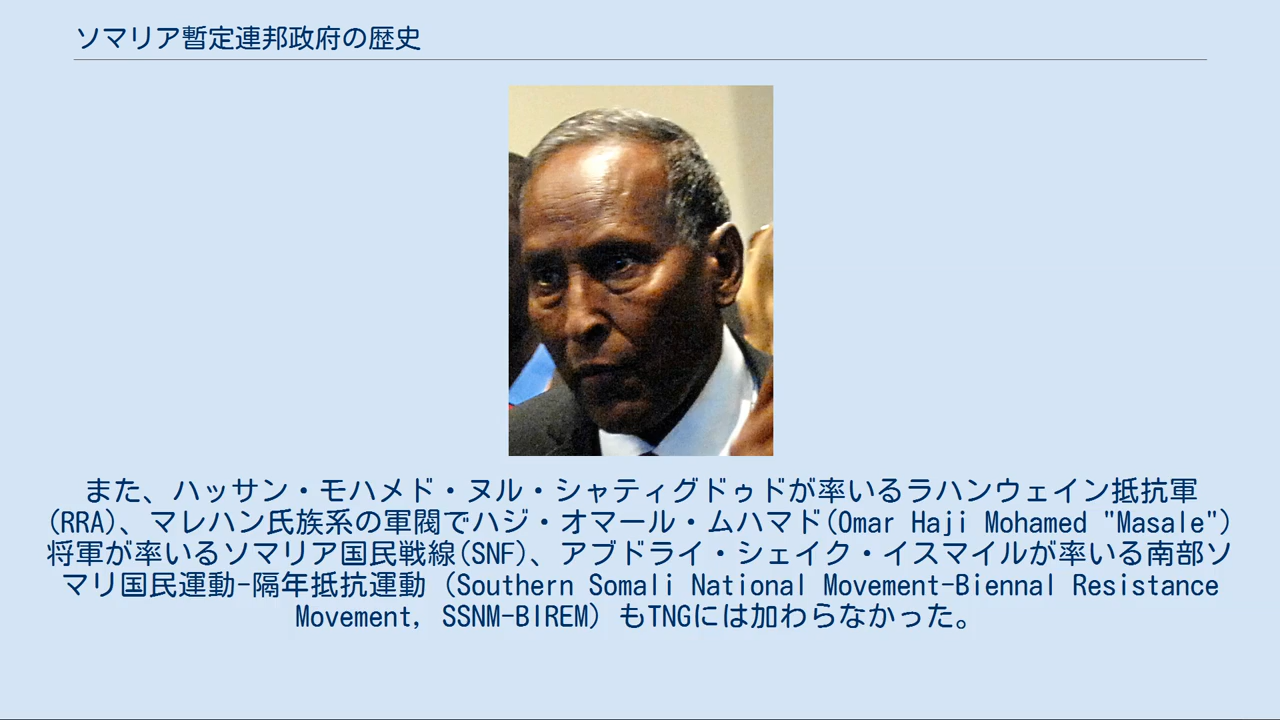 ソマリア暫定連邦政府の歴史
また、ハッサン・モハメド・ヌル・シャティグドゥドが率いるラハンウェイン抵抗軍
(RRA)、マレハン氏族系の軍閥でハジ・オマール・ムハマド(Omar Haji Mohamed "Masale")
将軍が率いるソマリア国民戦線(SNF)、アブドライ・シェイク・イスマイルが率いる南部ソ
マリ国民運動-隔年抵抗運動 (Southern Somali National Movement-Biennal Resistance
Movement, SSNM-BIREM) もTNGには加わらなかった。